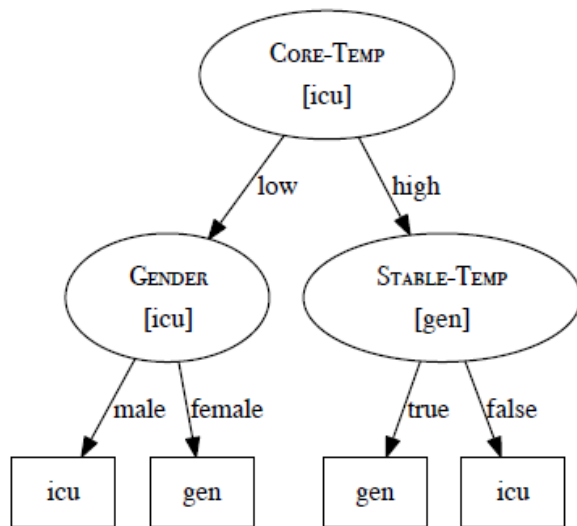 CORE-TEMP
[icu]
low
high
GENDER
[icu]
STABLE-TEMP
[gen]
male
female
true
false
icu
gen
gen
icu